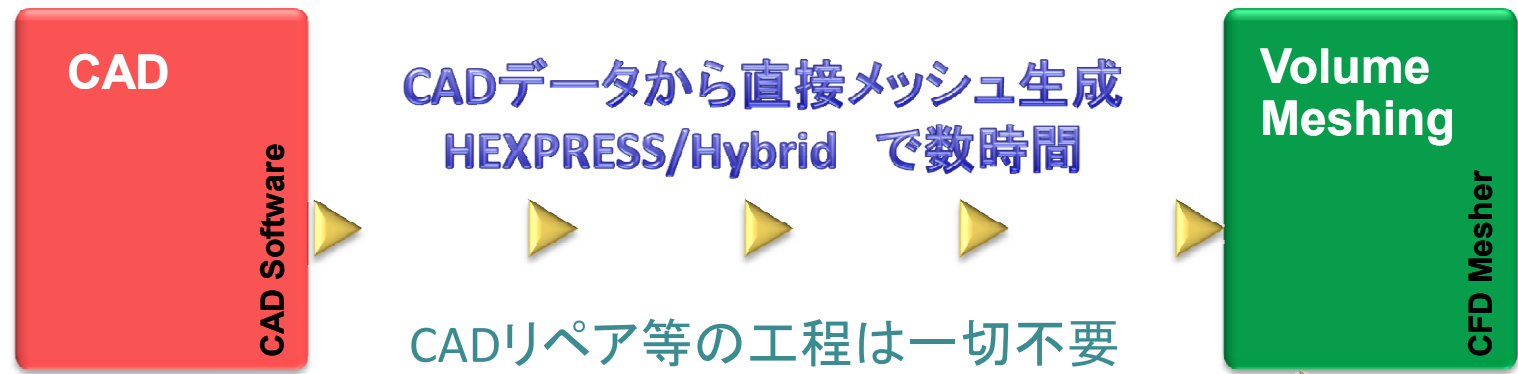 CAD
CAD Software
CADデータから直接メッシュ生成
HEXPRESS/Hybrid で数時間
CADリペア等の工程は一切不要
Volume
Meshing
CFD Mesher